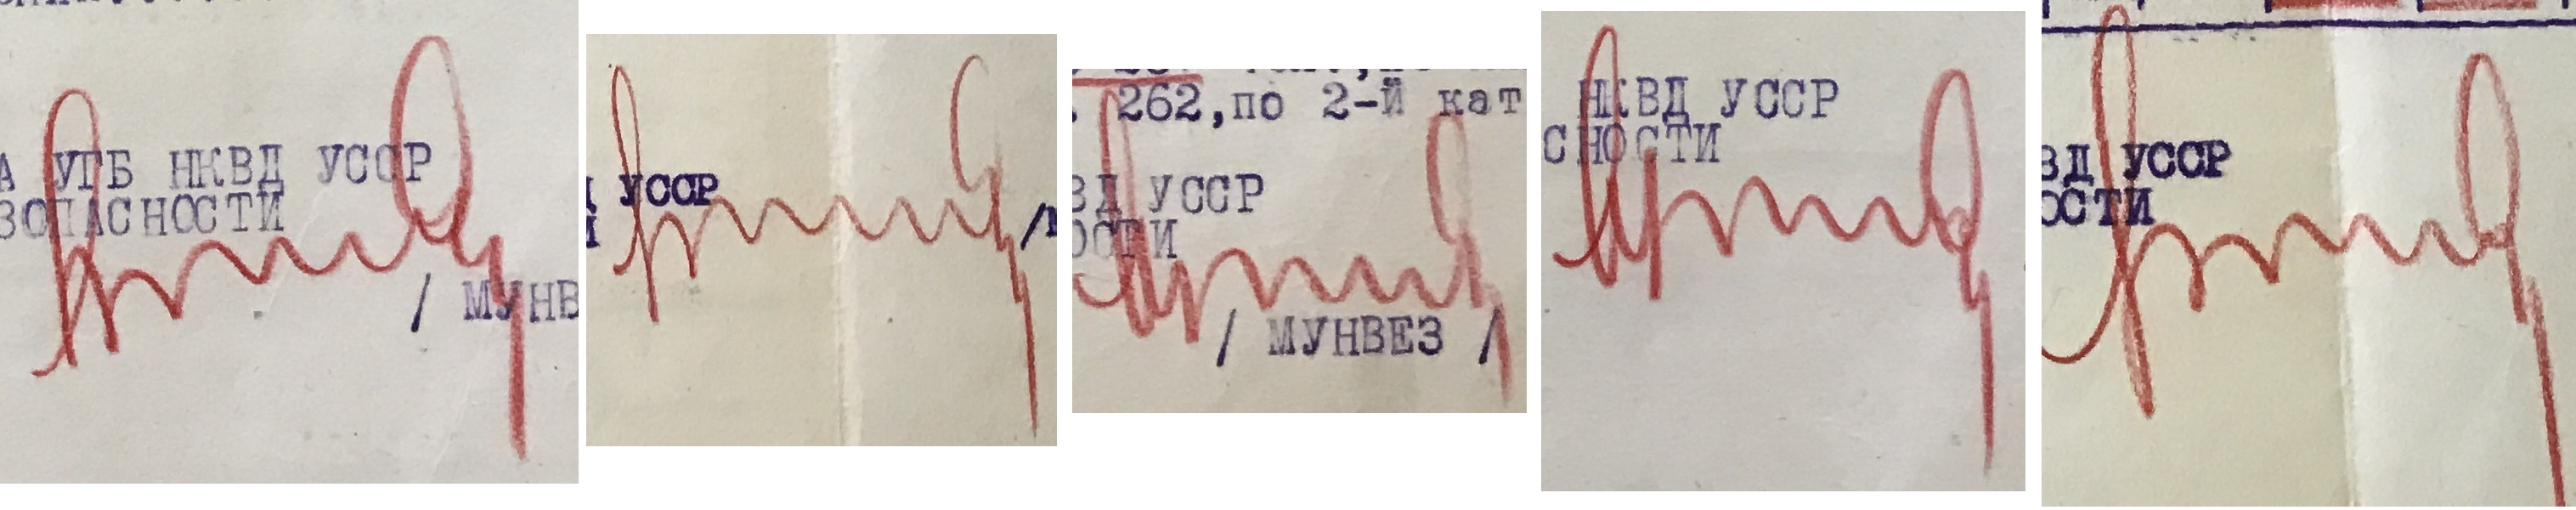 А УГБ НКВД УССР
ЗОПАСНОСТИ
/ МУНВ
УССР
262,по 2-й кат
ВД УССР
ОСТИ
/ МУНВЕЗ /
НКВД УССР
СНОСТИ
ВД УССР
ОСТИ